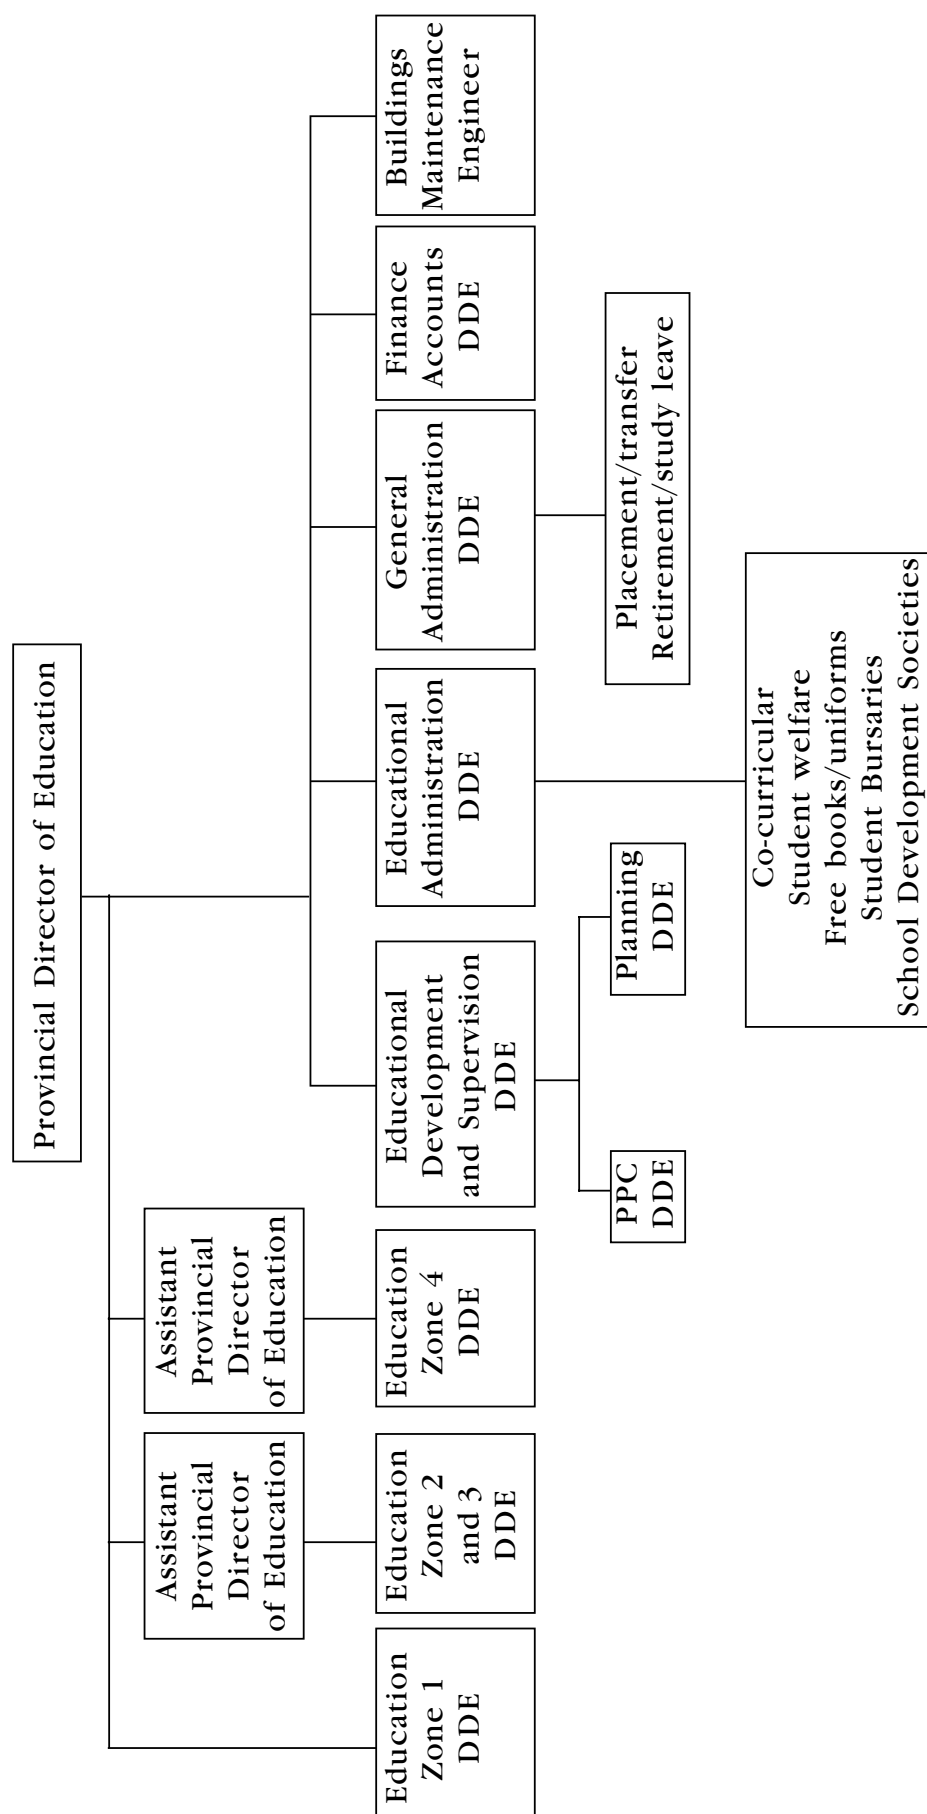 Provincial Director of Education
Assistant
Provincial
Director
of Education
Assistant
Provincial
Director
of Education
Education
Zone 1
DDE
Education
Zone 2
and 3
DDE
Education
Zone 4
DDE
Educational
Development
and Supervision
DDE
Educational
Administration
DDE
General
Administration
DDE
Finance
Accounts
DDE
Buildings
Maintenance
Engineer
PPC
DDE
Planning
DDE
Placement/transfer
Retirement/study leave
Co-curricular
Student welfare
Free books/uniforms
Student Bursaries
School Development Societies